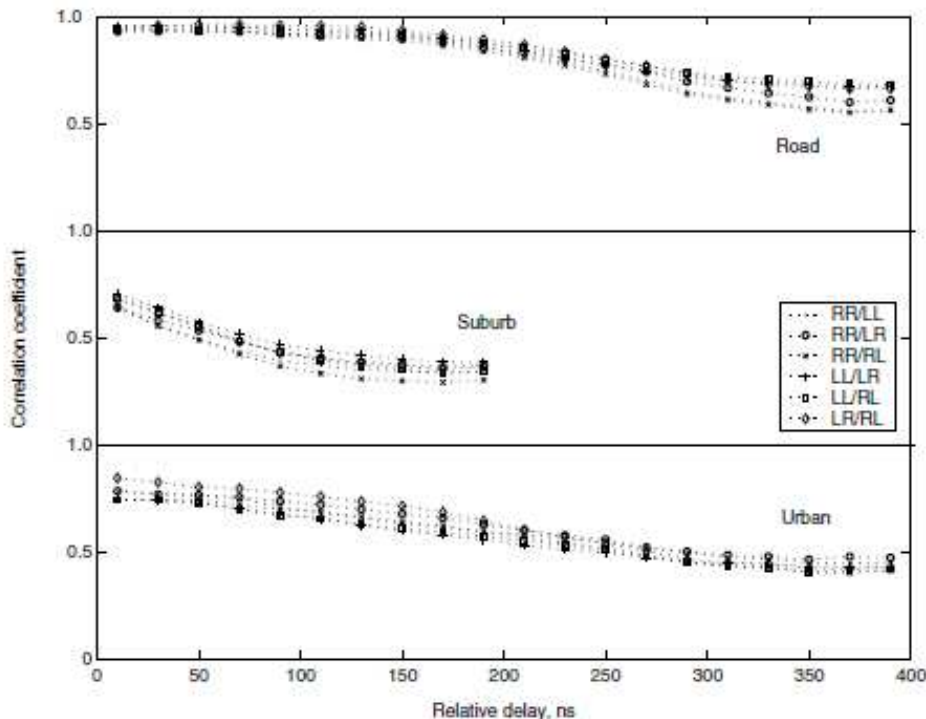 1.0
0.5
Road
1.0
Correlation coefficient
0.5
Suburb
RR/LL
RR/LR
RR/RL
LL/LR
LL/RL
LR/RL
1.0
0.5
Urban
0
0 50 100 150 200 250 300 350 400
Relative delay, ns